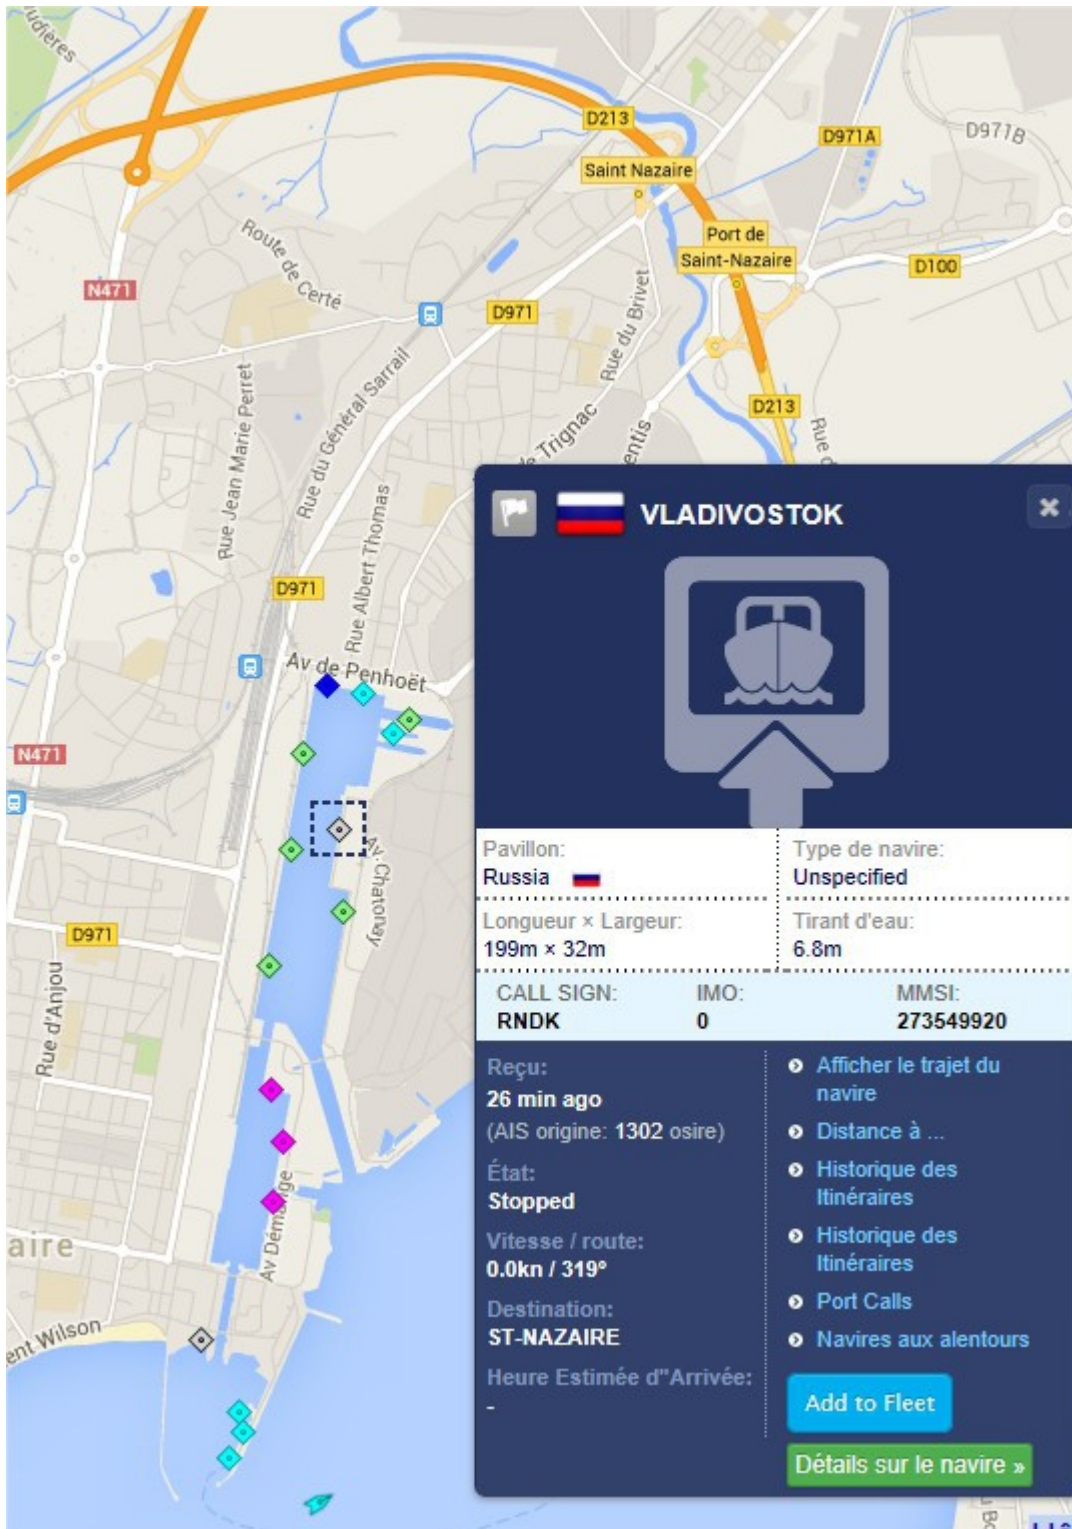 D213
D971A
D971B
Saint Nazaire
Port de
Saint-Nazaire
D100
Route de Certé
N471
D971
Rue du Brivet
Rue du Général Sarrail
Rue Jean Marie Perret
D213
Rue Albert Thomas
D971
Av de Penhoët
N471
Av. Chatonay
D971
Rue d'Anjou
Av Démange
aire
ent Wilson
VLADIVOSTOK
Pavillon:
Russia
Type de navire:
Unspecified
Longueur × Largeur:
199m × 32m
Tirant d'eau:
6.8m
CALL SIGN: IMO: MMSI:
RNDK 0 273549920
Reçu:
26 min ago
(AIS origine: 1302 osire)
État:
Stopped
Vitesse / route:
0.0kn / 319°
Destination:
ST-NAZAIRE
Heure Estimée d"Arrivée:
-
Afficher le trajet du
navire
Distance à ...
Historique des
Itinéraires
Historique des
Itinéraires
Port Calls
Navires aux alentours
Add to Fleet
Détails sur le navire »